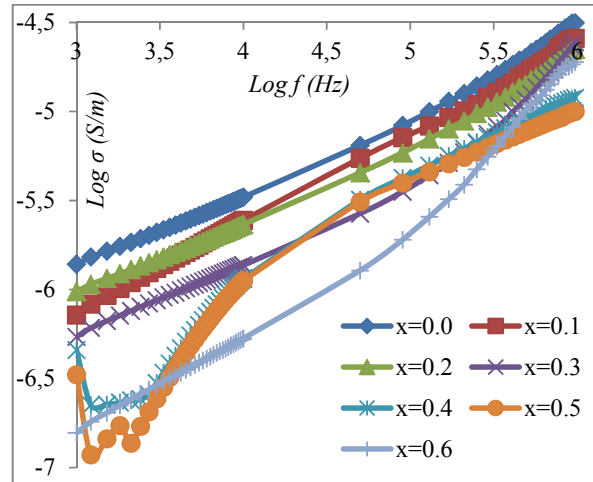 -4,5
3 3,5 4 4,5 5 5,5 6
Log f (Hz)
-5
Log σ (S/m)
-5,5
-6
-6,5
-7
x=0.0 x=0.1
x=0.2 x=0.3
x=0.4 x=0.5
x=0.6